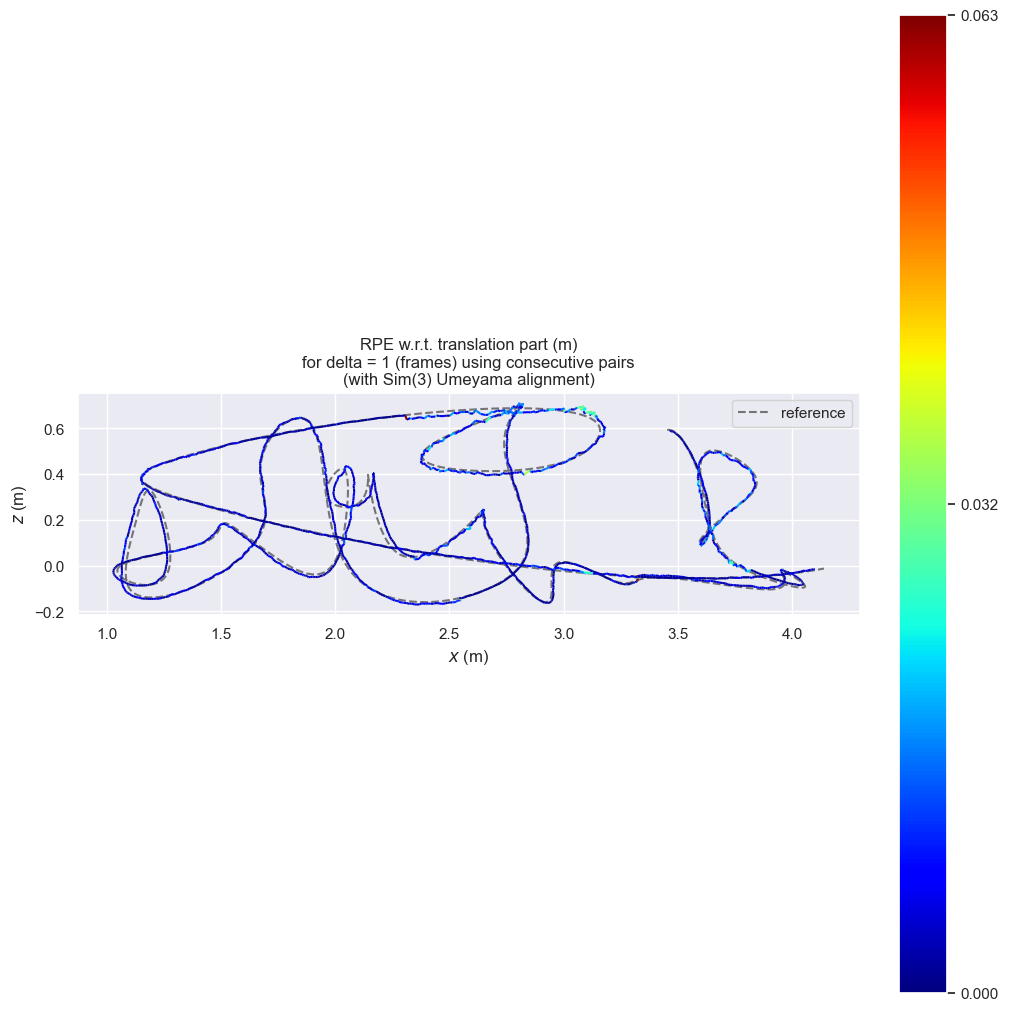 RPE w.r.t. translation part (m)
for delta = 1 (frames) using consecutive pairs
(with Sim(3) Umeyama alignment)
reference
0.6
0.4
0.2
0.0
−0.2
z (m)
1.0 1.5 2.0 2.5 3.0 3.5 4.0
x (m)
0.063
0.032
0.000